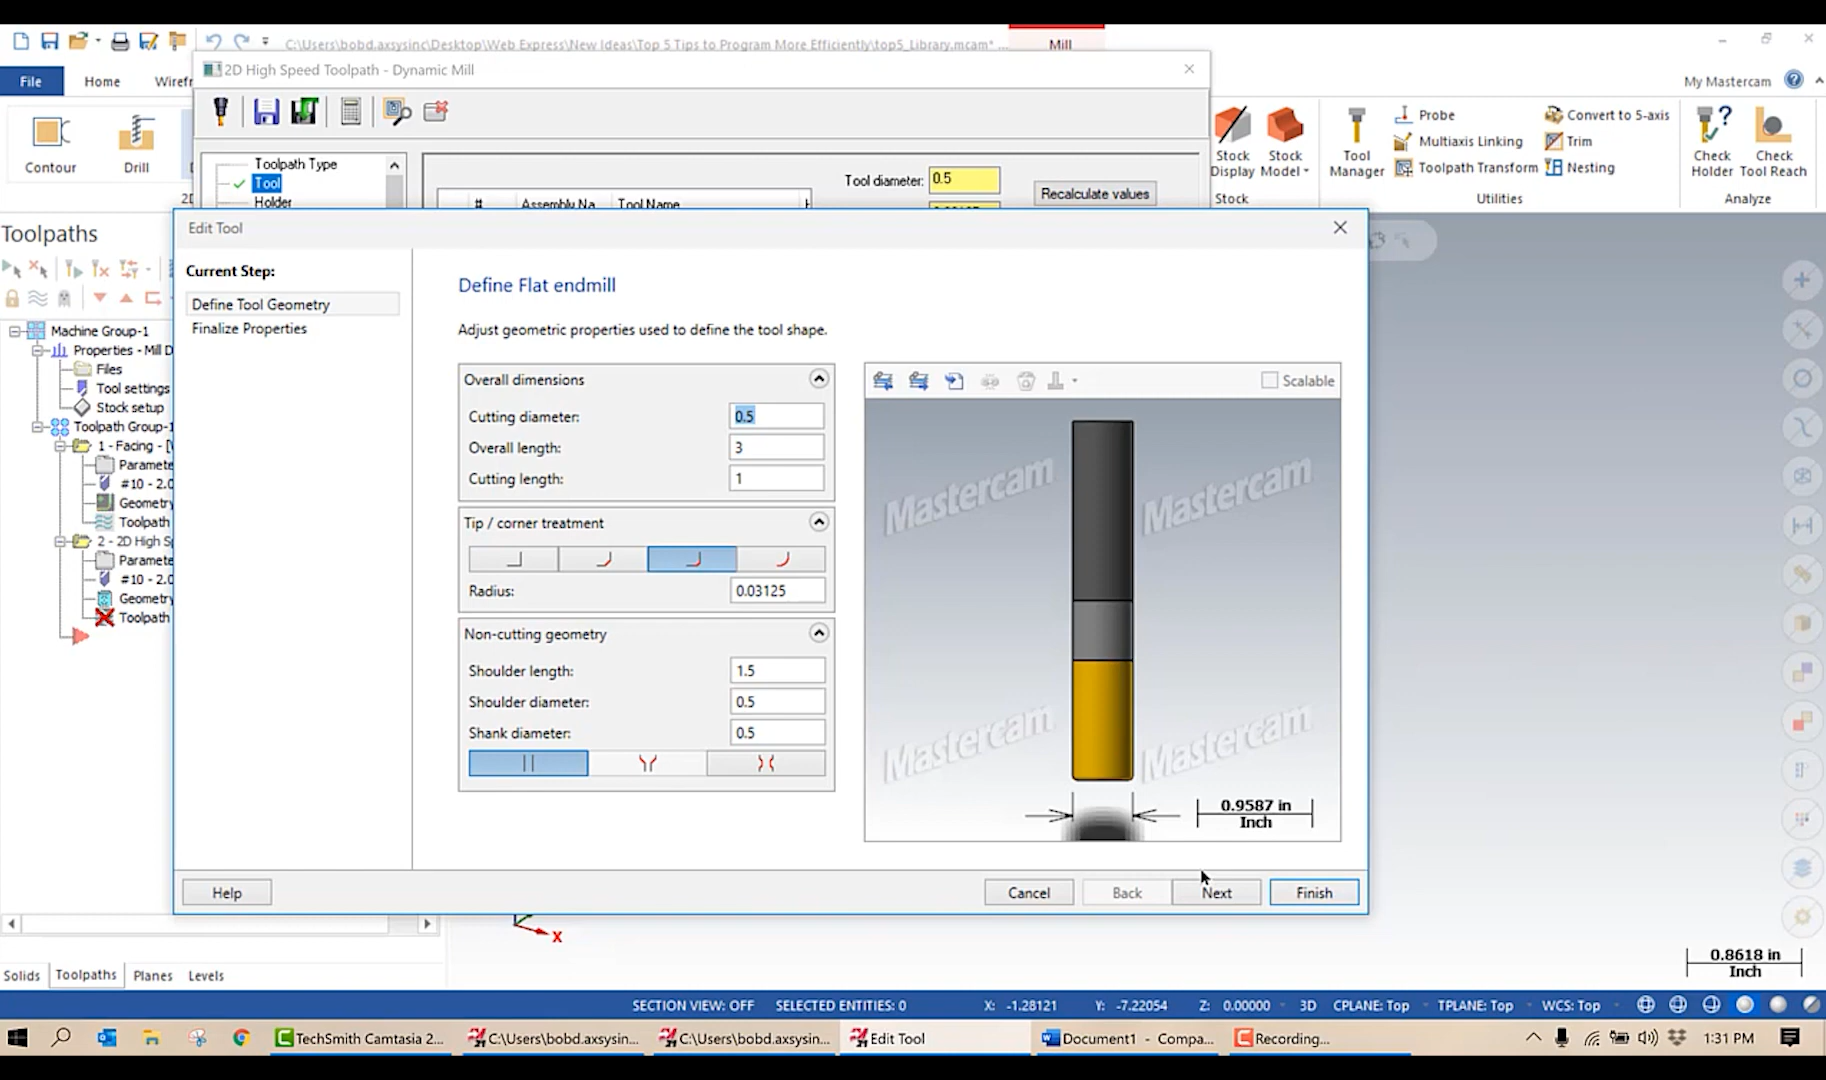 C:\Users\bobd.axsysinc\Desktop\Web Express\New Ideas\Top 5 Tips to Program More Efficiently\top5_Library.mcam* ...
Mill
File
Home
Wirefr
My Mastercam
2D High Speed Toolpath - Dynamic Mill
Contour
Drill
2D
Toolpath Type
Tool
Holder
#
Assembly Na...
Tool Name
Tool diameter:
0.5
Recalculate values
Stock
Display
Stock
Model
Stock
Tool
Manager
Probe
Multiaxis Linking
Toolpath Transform
Convert to 5-axis
Trim
Nesting
Utilities
Check
Holder
Check
Tool Reach
Analyze
Toolpaths
Machine Group-1
Properties - Mill D
Files
Tool settings
Stock setup
Toolpath Group-1
1 - Facing - [
Paramete
#10 - 2.0
Geometry
Toolpath
2 - 2D High Sp
Paramete
#10 - 2.0
Geometry
Toolpath
Edit Tool
Current Step:
Define Tool Geometry
Finalize Properties
Define Flat endmill
Adjust geometric properties used to define the tool shape.
Overall dimensions
Cutting diameter:
0.5
Overall length:
3
Cutting length:
1
Tip / corner treatment
Radius:
0.03125
Non-cutting geometry
Shoulder length:
1.5
Shoulder diameter:
0.5
Shank diameter:
0.5
Scalable
Mastercam
Mastercam
Mastercam
Mastercam
0.9587 in
Inch
Help
Cancel
Back
Next
Finish
X
0.8618 in
Inch
Solids
Toolpaths
Planes
Levels
SECTION VIEW: OFF
SELECTED ENTITIES: 0
X: -1.28121
Y: -7.22054
Z: 0.00000
3D
CPLANE: Top
TPLANE: Top
WCS: Top
TechSmith Camtasia 2...
C:\Users\bobd.axsysin...
C:\Users\bobd.axsysin...
Edit Tool
Document1 - Compa...
Recording...
1:31 PM